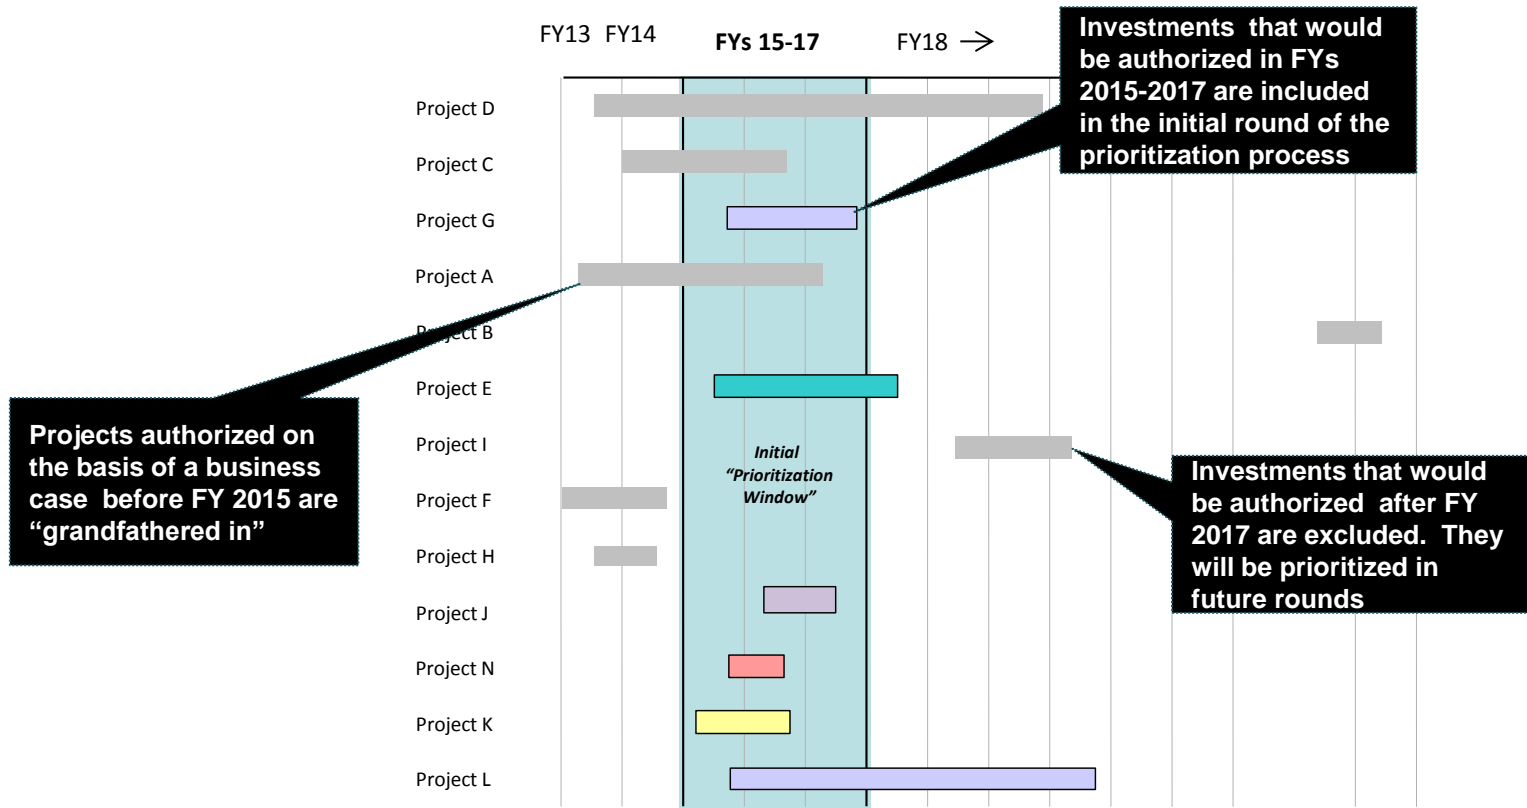 FY13 FY14 FYs 15-17 FY18
Investments that would
be authorized in FYs
2015-2017 are included
in the initial round of the
prioritization process
Project D
Project C
Project G
Project A
Project B
Project E
Project I
Project F
Project H
Project J
Project N
Project K
Project L
Projects authorized on
the basis of a business
case before FY 2015 are
“grandfathered in”
Initial
“Prioritization
Window”
Investments that would
be authorized after FY
2017 are excluded. They
will be prioritized in
future rounds